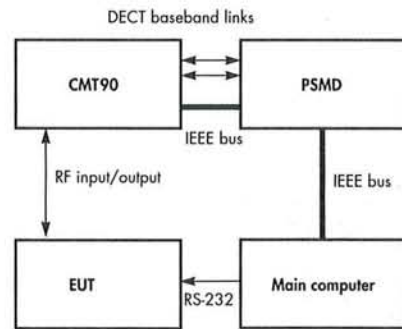 DECT baseband links
CMT90
PSMD
IEEE bus
RF input/output
IEEE bus
EUT
RS-232
Main computer